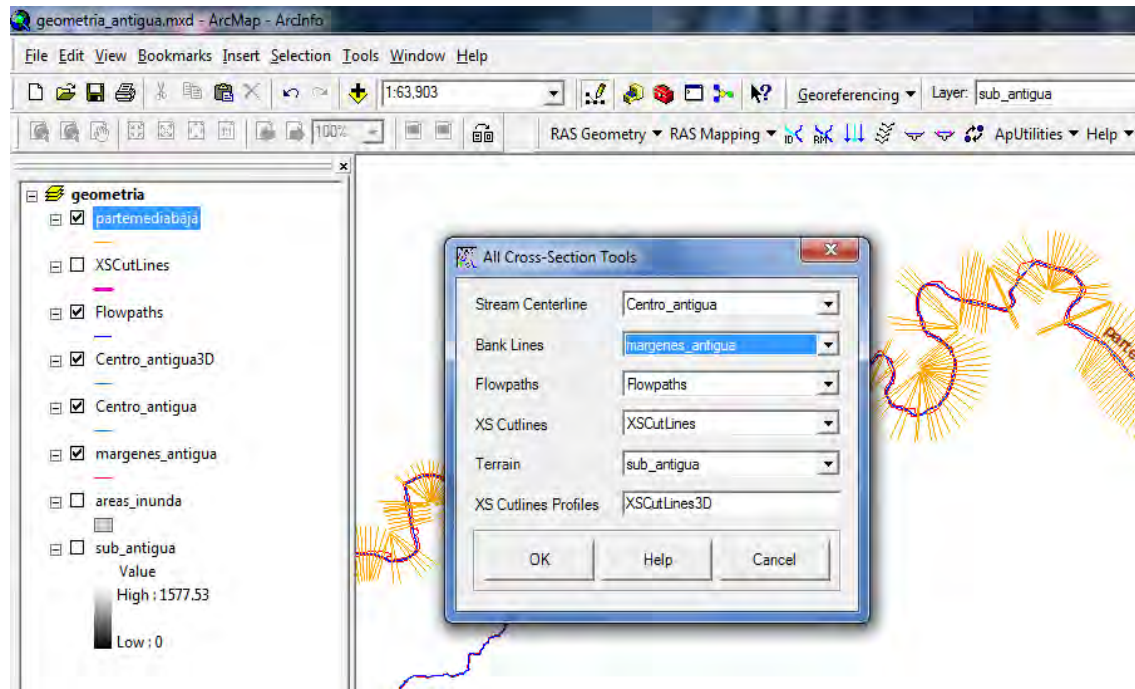 geometria_antigua.mxd - ArcMap - ArcInfo
File Edit View Bookmarks Insert Selection Tools Window Help
1:63,903 Georeferencing Layer: sub_antigua
100% RAS Geometry RAS Mapping ID RM ApUtilities Help
geometria
partemediabaja
XSCutLines
Flowpaths
Centro_antigua3D
Centro_antigua
margenes_antigua
areas_inunda
sub_antigua
Value
High : 1577.53
Low : 0
All Cross-Section Tools
Stream Centerline Centro_antigua
Bank Lines margenes_antigua
Flowpaths Flowpaths
XS Cutlines XSCutLines
Terrain sub_antigua
XS Cutlines Profiles XSCutLines3D
OK Help Cancel
parte